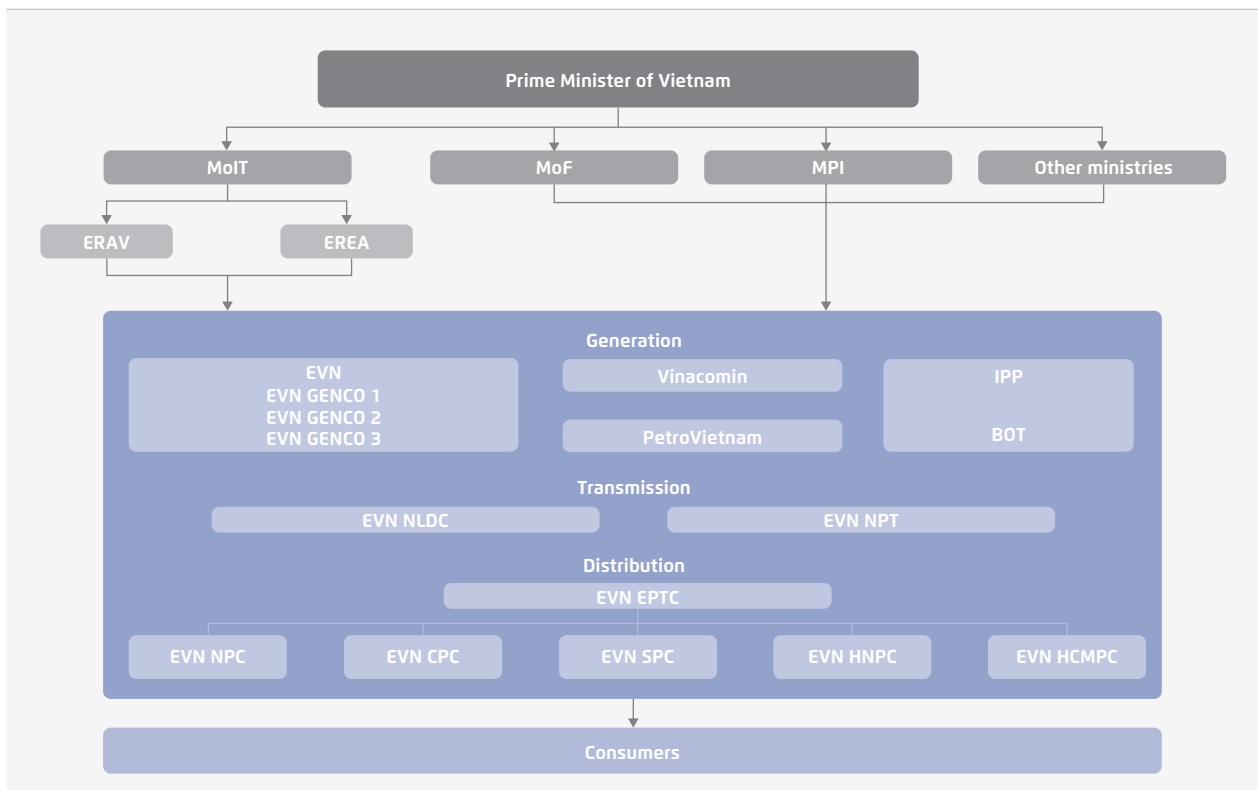 Prime Minister of Vietnam
MoIT
MoF
MPI
Other ministries
ERAV
EREA
Generation
EVN
EVN GENCO 1
EVN GENCO 2
EVN GENCO 3
Vinacomin
PetroVietnam
IPP
BOT
Transmission
EVN NLDC
EVN NPT
Distribution
EVN EPTC
EVN NPC
EVN CPC
EVN SPC
EVN HNPC
EVN HCMPC
Consumers